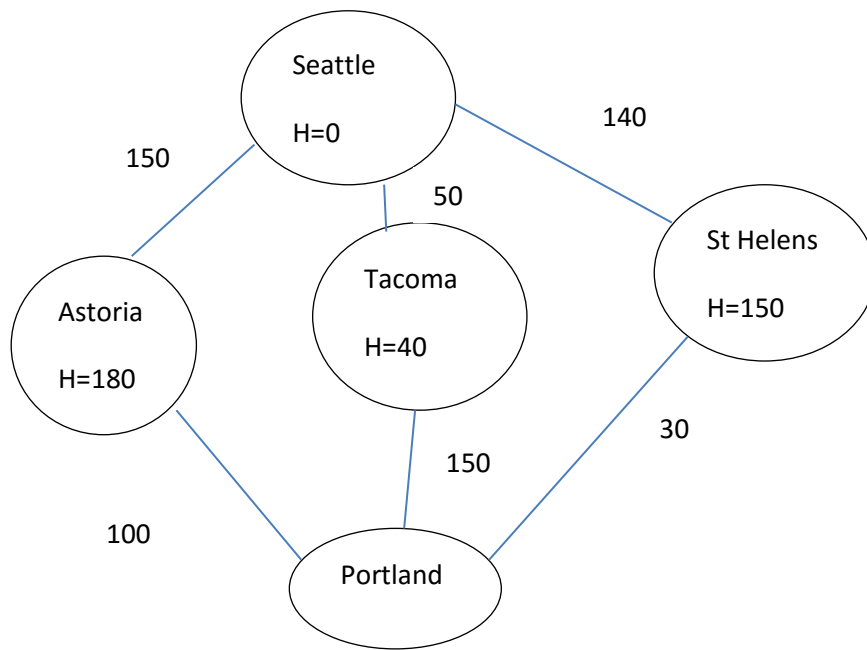 Seattle
H=0
140
150
50
St Helens
H=150
Tacoma
H=40
Astoria
H=180
30
150
100
Portland